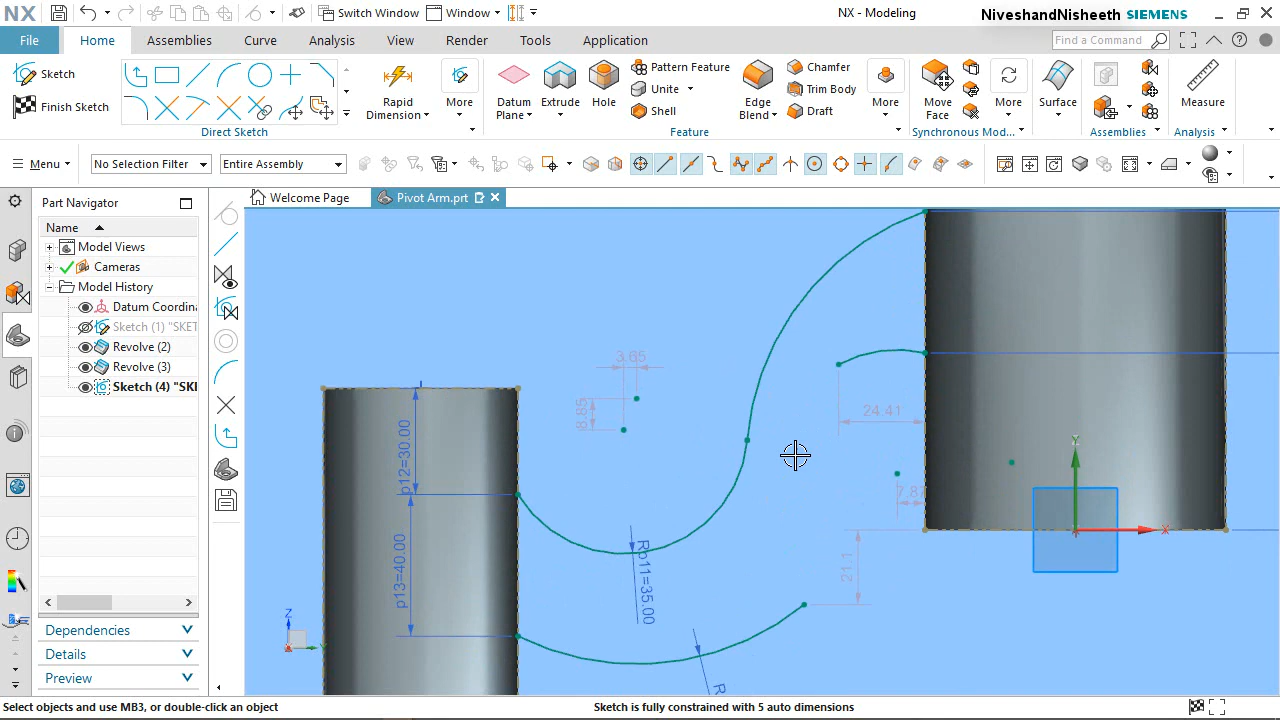 NX
Switch Window
Window
NX - Modeling
NiveshandNisheeth SIEMENS
File
Home
Assemblies
Curve
Analysis
View
Render
Tools
Application
Find a Command
Sketch
Finish Sketch
Direct Sketch
Rapid
Dimension
More
Datum
Plane
Extrude
Hole
Pattern Feature
Unite
Shell
Edge
Blend
Chamfer
Trim Body
Draft
More
Feature
Move
Face
More
Synchronous Mod...
Surface
Assemblies
Measure
Analysis
Menu
No Selection Filter
Entire Assembly
Part Navigator
Name
Model Views
Cameras
Model History
Datum Coordina
Sketch (1) "SKET
Revolve (2)
Revolve (3)
Sketch (4) "SKE
Dependencies
Details
Preview
Welcome Page
Pivot Arm.prt
3.65
8.85
p12=30.00
p13=40.00
Rp11=35.00
R
24.41
7.87
21.1
Y
X
Z
Select objects and use MB3, or double-click an object
Sketch is fully constrained with 5 auto dimensions